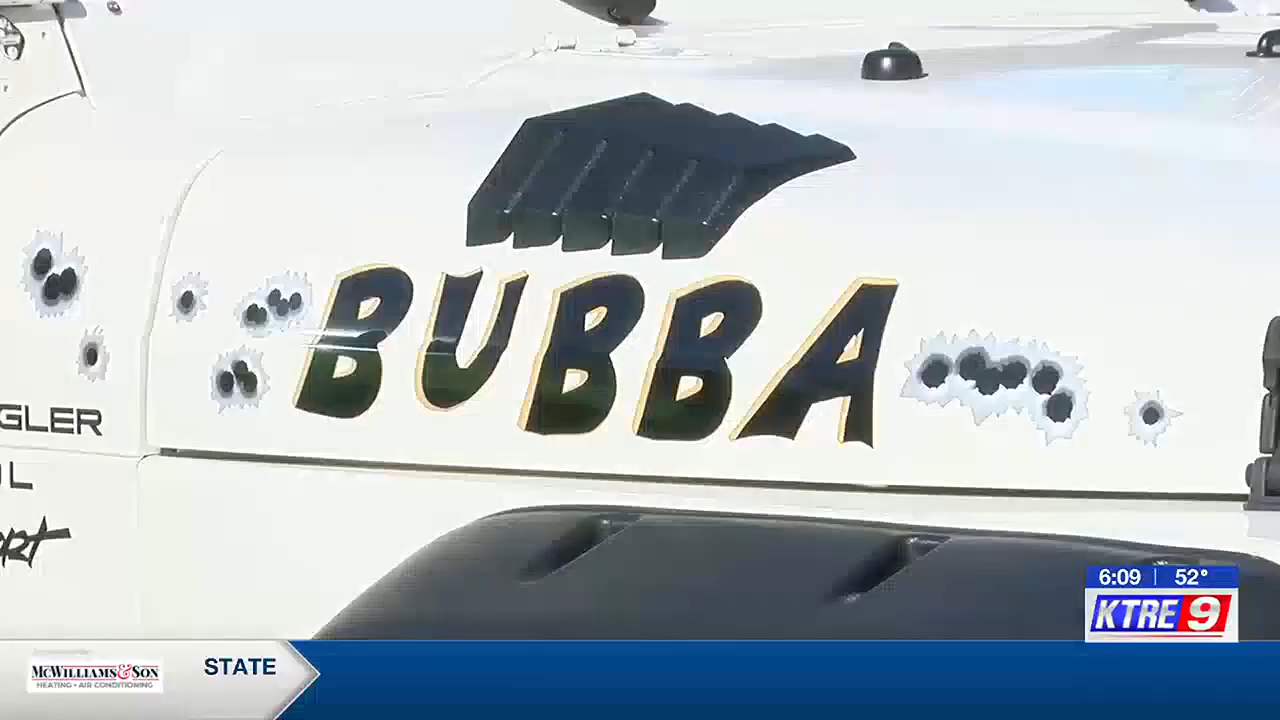 BUBBA
GLER
L
6:09 | 52°
KTRE 9
McWILLIAMS & SON
HEATING • AIR CONDITIONING
STATE